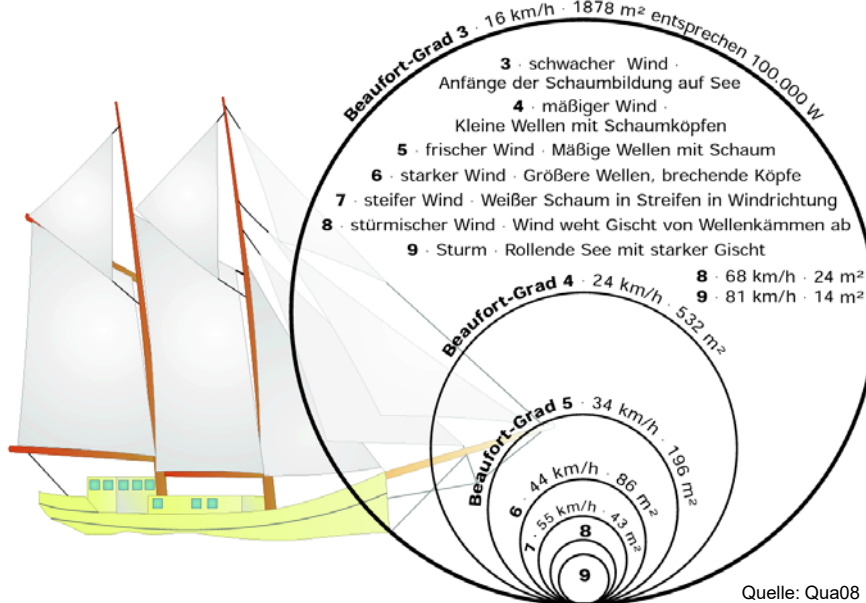 Beaufort-Grad 3 · 16 km/h · 1878 m² entsprechen 100.000 W
3 · schwacher Wind ·
Anfänge der Schaumbildung auf See
4 · mäßiger Wind ·
Kleine Wellen mit Schaumköpfen
5 · frischer Wind · Mäßige Wellen mit Schaum
6 · starker Wind · Größere Wellen, brechende Köpfe
7 · steifer Wind · Weißer Schaum in Streifen in Windrichtung
8 · stürmischer Wind · Wind weht Gischt von Wellenkämmen ab
9 · Sturm · Rollende See mit starker Gischt
8 · 68 km/h · 24 m²
9 · 81 km/h · 14 m²
Beaufort-Grad 4 · 24 km/h · 532 m²
Beaufort-Grad 5 · 34 km/h · 196 m²
6 · 44 km/h · 86 m²
7 · 55 km/h · 43 m²
8
9
Quelle: Qua08